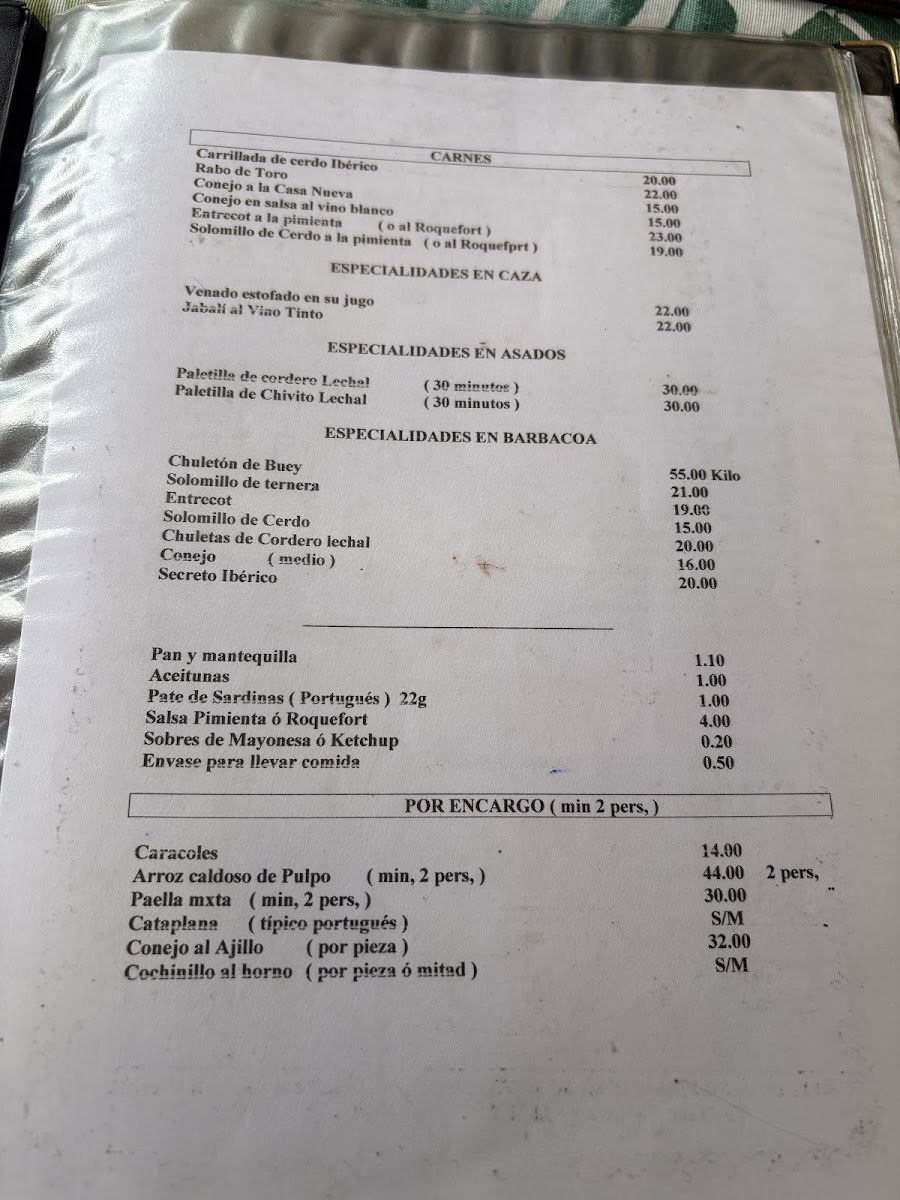 CARNES
Carrillada de cerdo Ibérico 20.00
Rabo de Toro 22.00
Conejo a la Casa Nueva 15.00
Conejo en salsa al vino blanco 15.00
Entrecot a la pimienta ( o al Roquefort ) 23.00
Solomillo de Cerdo a la pimienta ( o al Roquefprt ) 19.00
ESPECIALIDADES EN CAZA
Venado estofado en su jugo 22.00
Jabalí al Vino Tinto 22.00
ESPECIALIDADES EN ASADOS
Paletilla de cordero Lechal ( 30 minutos ) 30.00
Paletilla de Chivito Lechal ( 30 minutos ) 30.00
ESPECIALIDADES EN BARBACOA
Chuletón de Buey 55.00 Kilo
Solomillo de ternera 21.00
Entrecot 19.00
Solomillo de Cerdo 15.00
Chuletas de Cordero lechal 20.00
Conejo ( medio ) 16.00
Secreto Ibérico 20.00
Pan y mantequilla 1.10
Aceitunas 1.00
Pate de Sardinas ( Portugués ) 22g 1.00
Salsa Pimienta ó Roquefort 4.00
Sobres de Mayonesa ó Ketchup 0.20
Envase para llevar comida 0.50
POR ENCARGO ( min 2 pers, )
Caracoles 14.00
Arroz caldoso de Pulpo ( min, 2 pers, ) 44.00 2 pers,
Paella mxta ( min, 2 pers, ) 30.00 "
Cataplana ( típico portugués ) S/M
Conejo al Ajillo ( por pieza ) 32.00
Cochinillo al horno ( por pieza ó mitad ) S/M